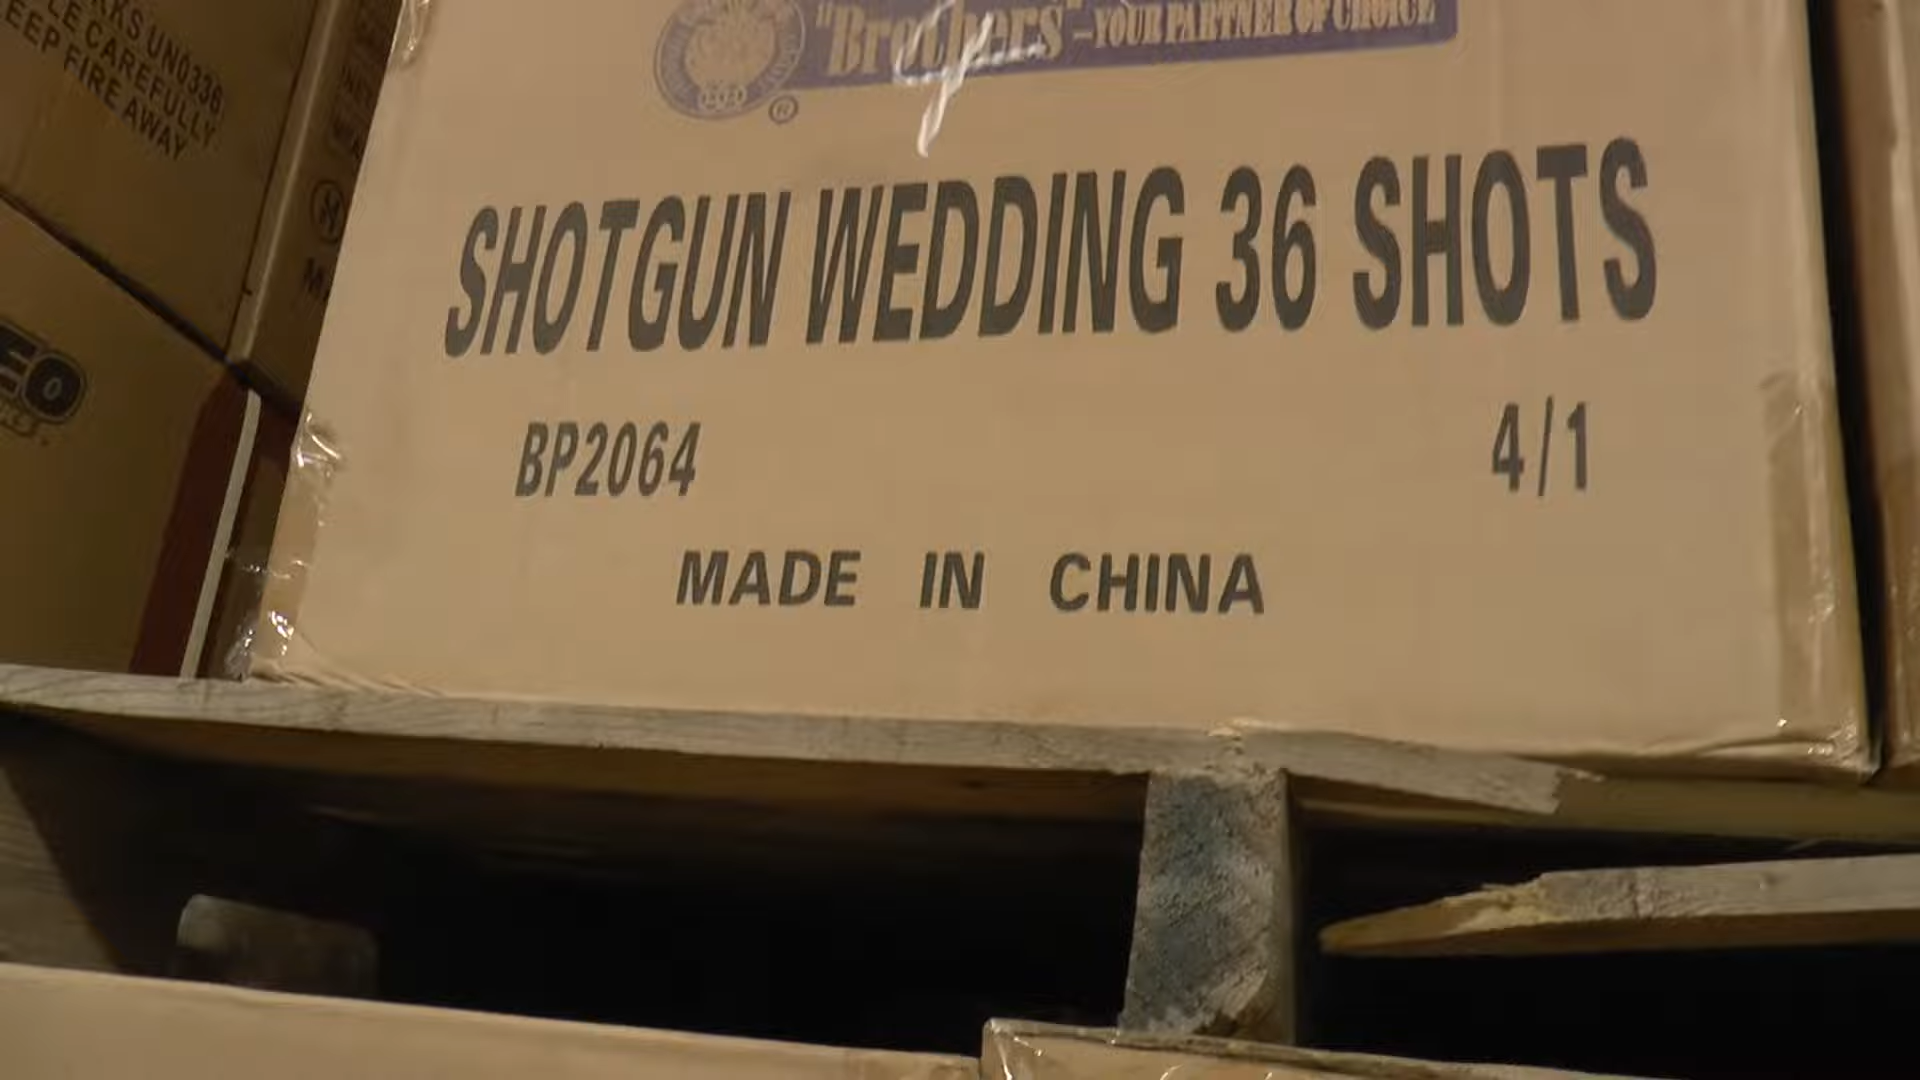 RKS UN0336
LE CAREFULLY
EEP FIRE AWAY
"Brothers" –YOUR PARTNER OF CHOICE
®
SHOTGUN WEDDING 36 SHOTS
BP2064
4/1
MADE IN CHINA